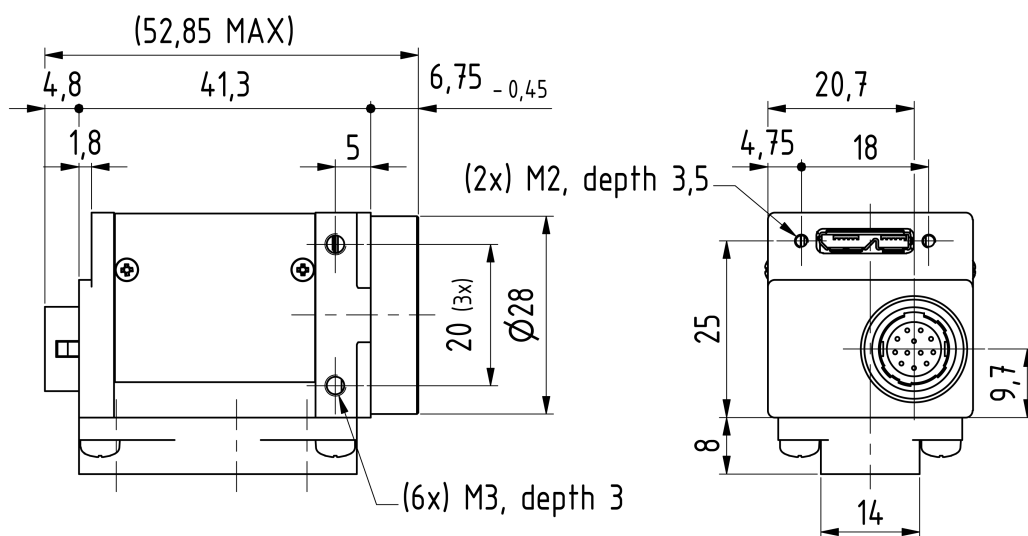 (52,85 MAX)
4,8
41,3
6,75 - 0,45
1,8
5
20 (3x)
Ø28
(6x) M3, depth 3
20,7
4,75
18
(2x) M2, depth 3,5
25
9,7
8
14